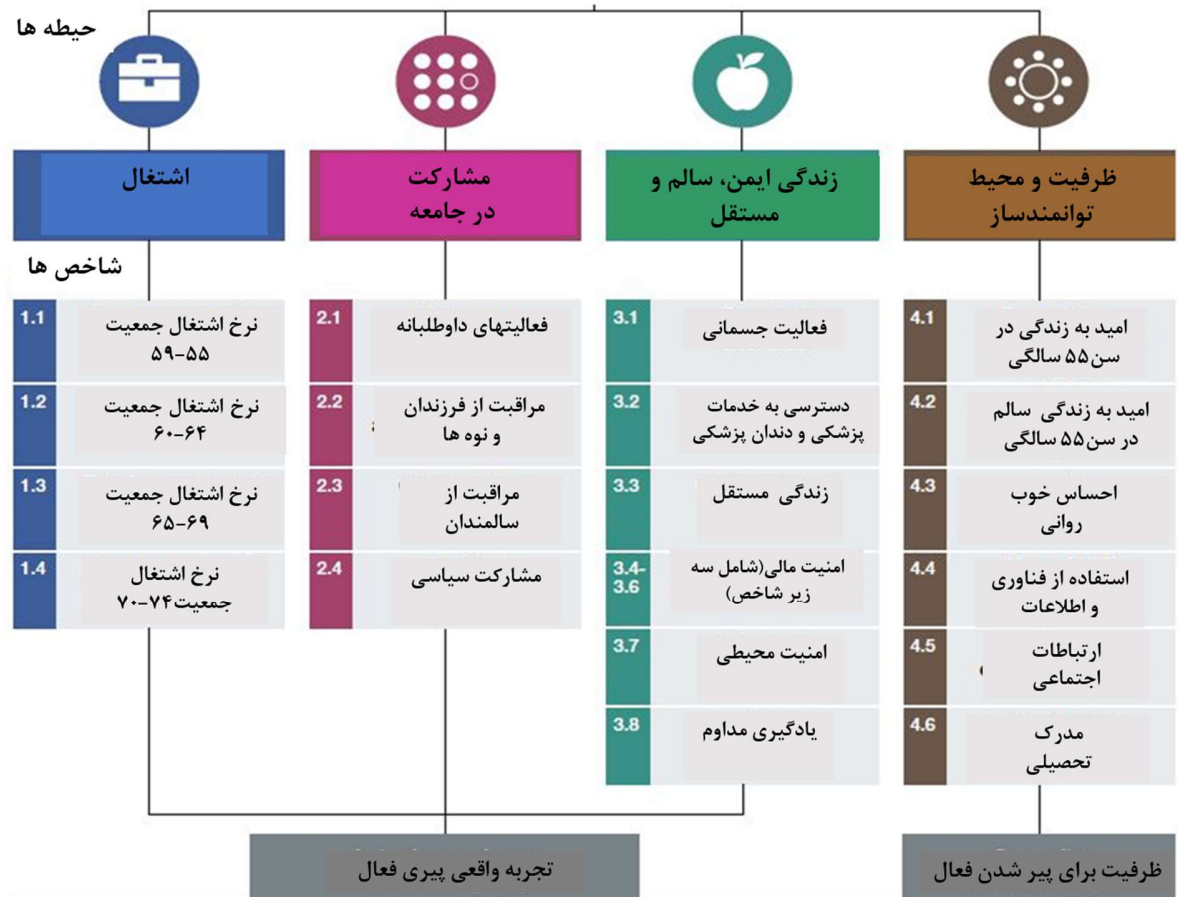 حیطه ها
اشتغال
مشارکت
در جامعه
زندگی ایمن، سالم و
مستقل
ظرفیت و محیط
توانمندساز
شاخص ها
1.1
نرخ اشتغال جمعیت
۵۹-۵۵
1.2
نرخ اشتغال جمعیت
۶۰-۶۴
1.3
نرخ اشتغال جمعیت
۶۵-۶۹
1.4
نرخ اشتغال
جمعیت۷۴-۷۰
2.1
فعالیتهای داوطلبانه
2.2
مراقبت از فرزندان
و نوه ها
2.3
مراقبت از
سالمندان
2.4
مشارکت سیاسی
3.1
فعالیت جسمانی
3.2
دسترسی به خدمات
پزشکی و دندان پزشکی
3.3
زندگی مستقل
3.4-
3.6
امنیت مالی(شامل سه
زیر شاخص)
3.7
امنیت محیطی
3.8
یادگیری مداوم
4.1
امید به زندگی در
سن۵۵ سالگی
4.2
امید به زندگی سالم
در سن۵۵ سالگی
4.3
احساس خوب
روانی
4.4
استفاده از فناوری
و اطلاعات
4.5
ارتباطات
اجتماعی
4.6
مدرک
تحصیلی
تجربه واقعی پیری فعال
ظرفیت برای پیر شدن فعال